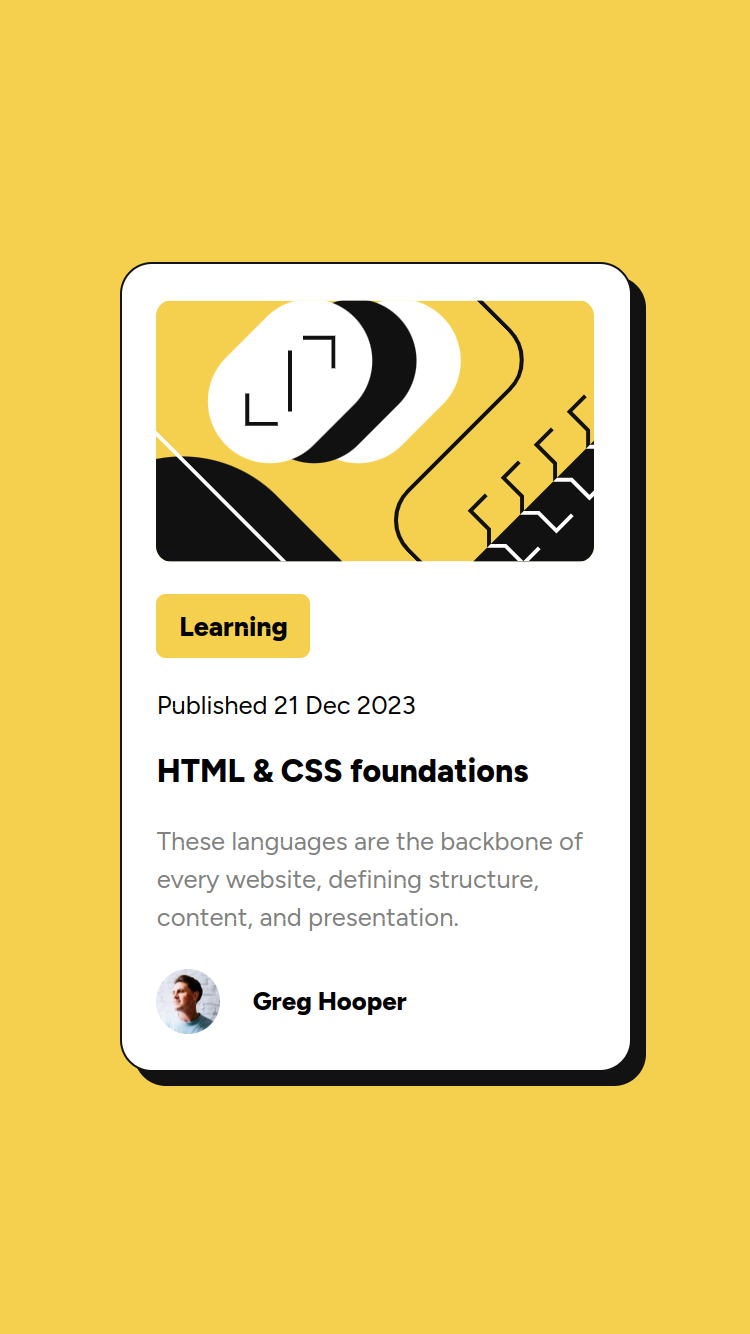 Learning
Published 21 Dec 2023
HTML & CSS foundations
These languages are the backbone of
every website, defining structure,
content, and presentation.
Greg Hooper